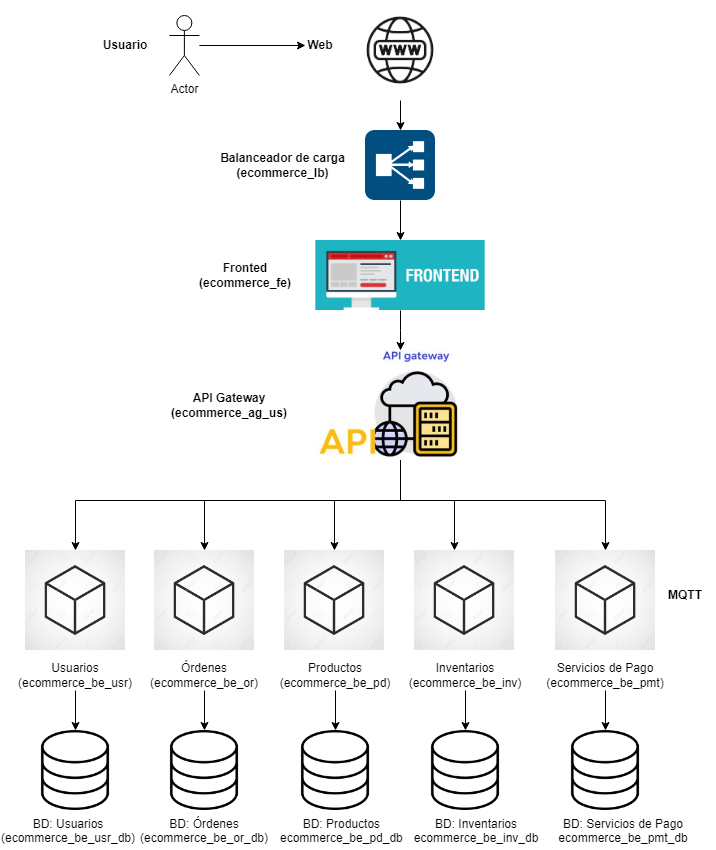 Usuario
Web
WWW
Actor
Balanceador de carga
(ecommerce_lb)
Fronted
(ecommerce_fe)
FRONTEND
API gateway
API Gateway
(ecommerce_ag_us)
API
MQTT
Usuarios
(ecommerce_be_usr)
Órdenes
(ecommerce_be_or)
Productos
(ecommerce_be_pd)
Inventarios
(ecommerce_be_inv)
Servicios de Pago
(ecommerce_be_pmt)
BD: Usuarios
(ecommerce_be_usr_db)
BD: Órdenes
(ecommerce_be_or_db)
BD: Productos
ecommerce_be_pd_db
BD: Inventarios
ecommerce_be_inv_db
BD: Servicios de Pago
ecommerce_be_pmt_db